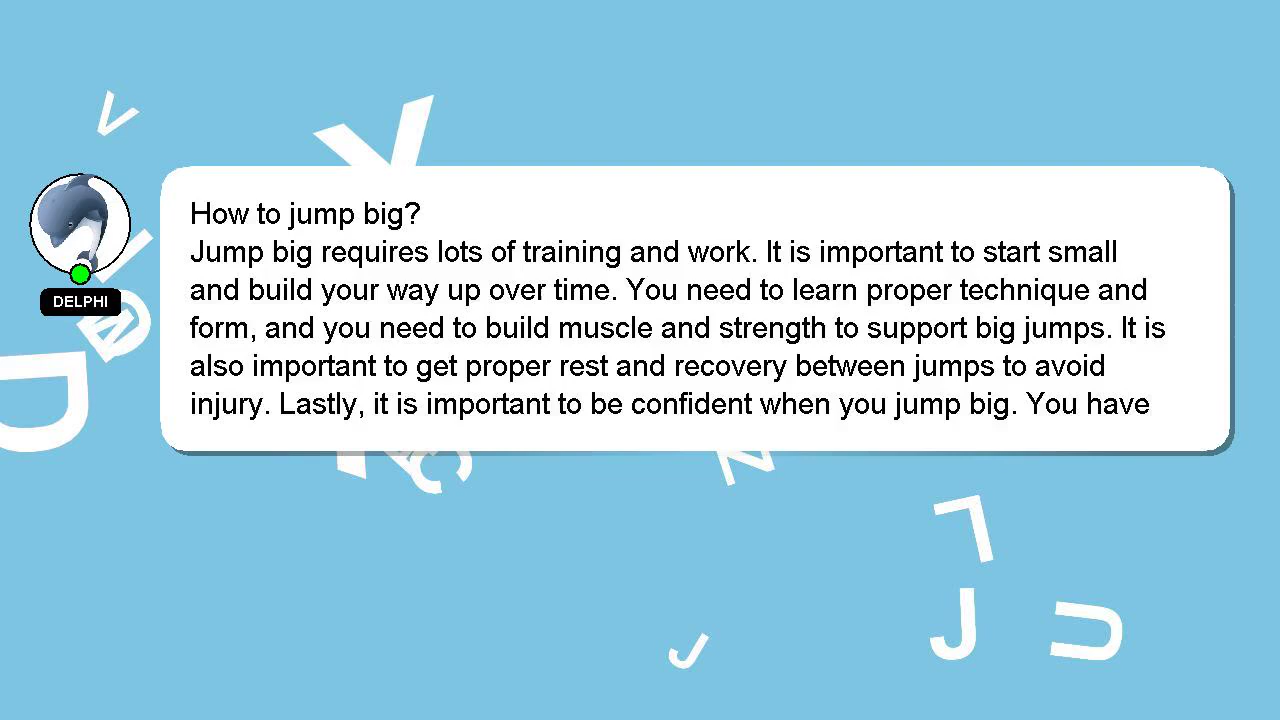 V
DELPHI
How to jump big?
Jump big requires lots of training and work. It is important to start small
and build your way up over time. You need to learn proper technique and
form, and you need to build muscle and strength to support big jumps. It is
also important to get proper rest and recovery between jumps to avoid
injury. Lastly, it is important to be confident when you jump big. You have
D
N
L
J
U
J